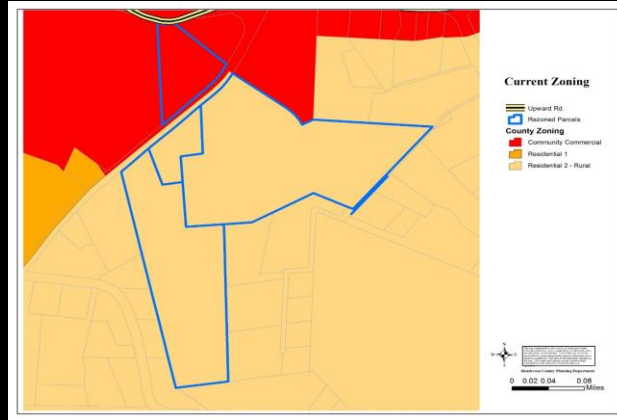 Current Zoning
Upward Rd.
Rezoned Parcels
County Zoning
Community Commercial
Residential 1
Residential 2 - Rural
N
W
E
S
Henderson County Planning Department
0 0.02 0.04 0.08
Miles